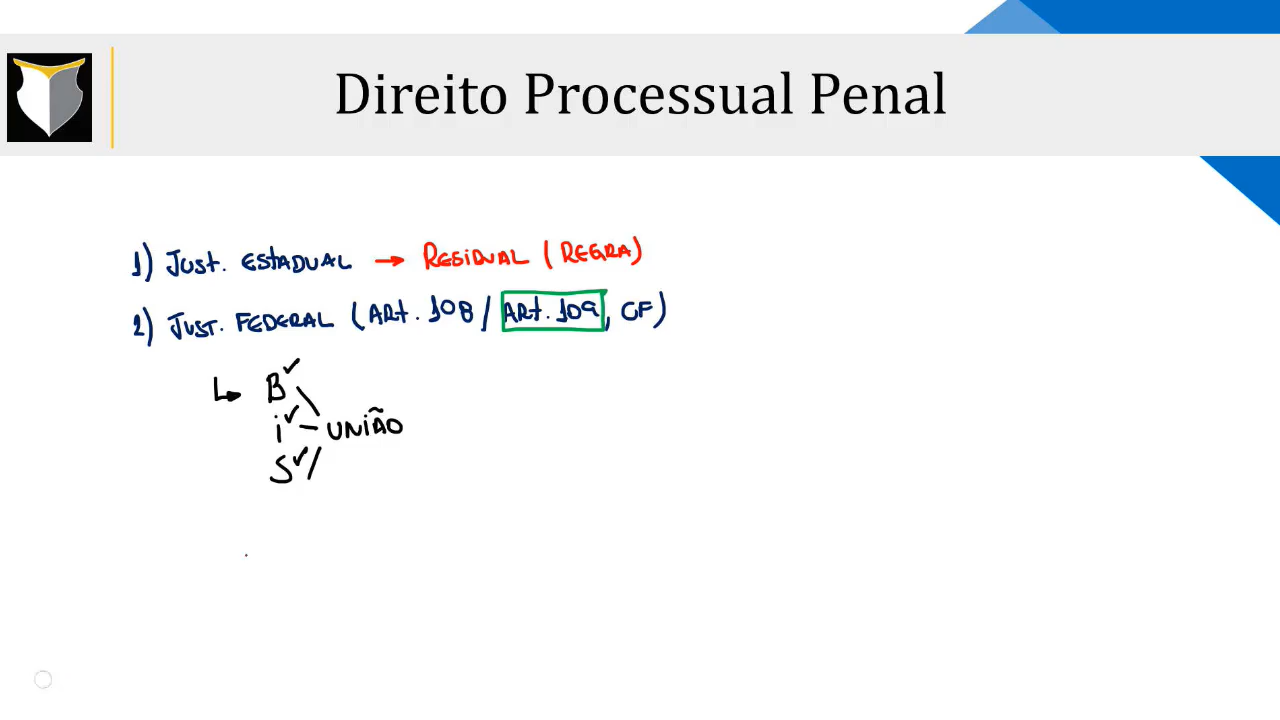 Direito Processual Penal
1) JUST. ESTADUAL → RESIDUAL (REGRA)
2) JUST. FEDERAL (ART. 108 / ART. 109, CF)
↳ B ✓
i ✓ — UNIÃO
S ✓